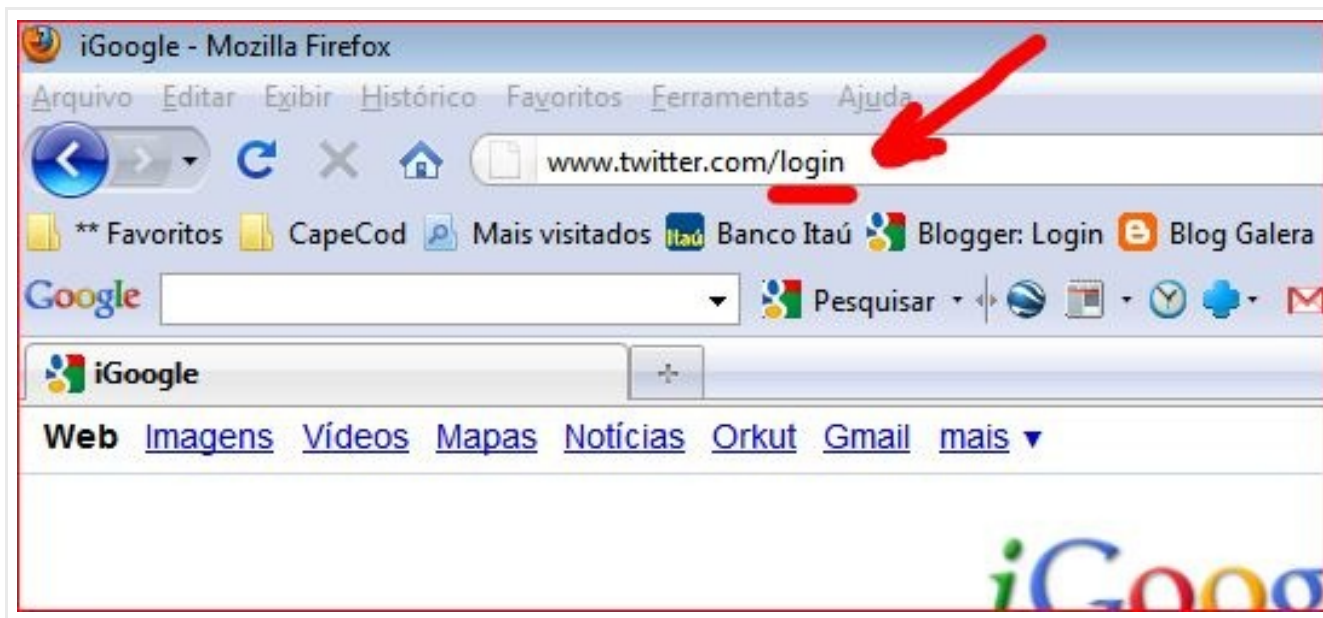 iGoogle - Mozilla Firefox
Arquivo Editar Exibir Histórico Favoritos Ferramentas Ajuda
www.twitter.com/login
** Favoritos CapeCod Mais visitados Itaú Banco Itaú Blogger: Login Blog Galera
Google Pesquisar
iGoogle
Web Imagens Vídeos Mapas Notícias Orkut Gmail mais ▼
iGoog